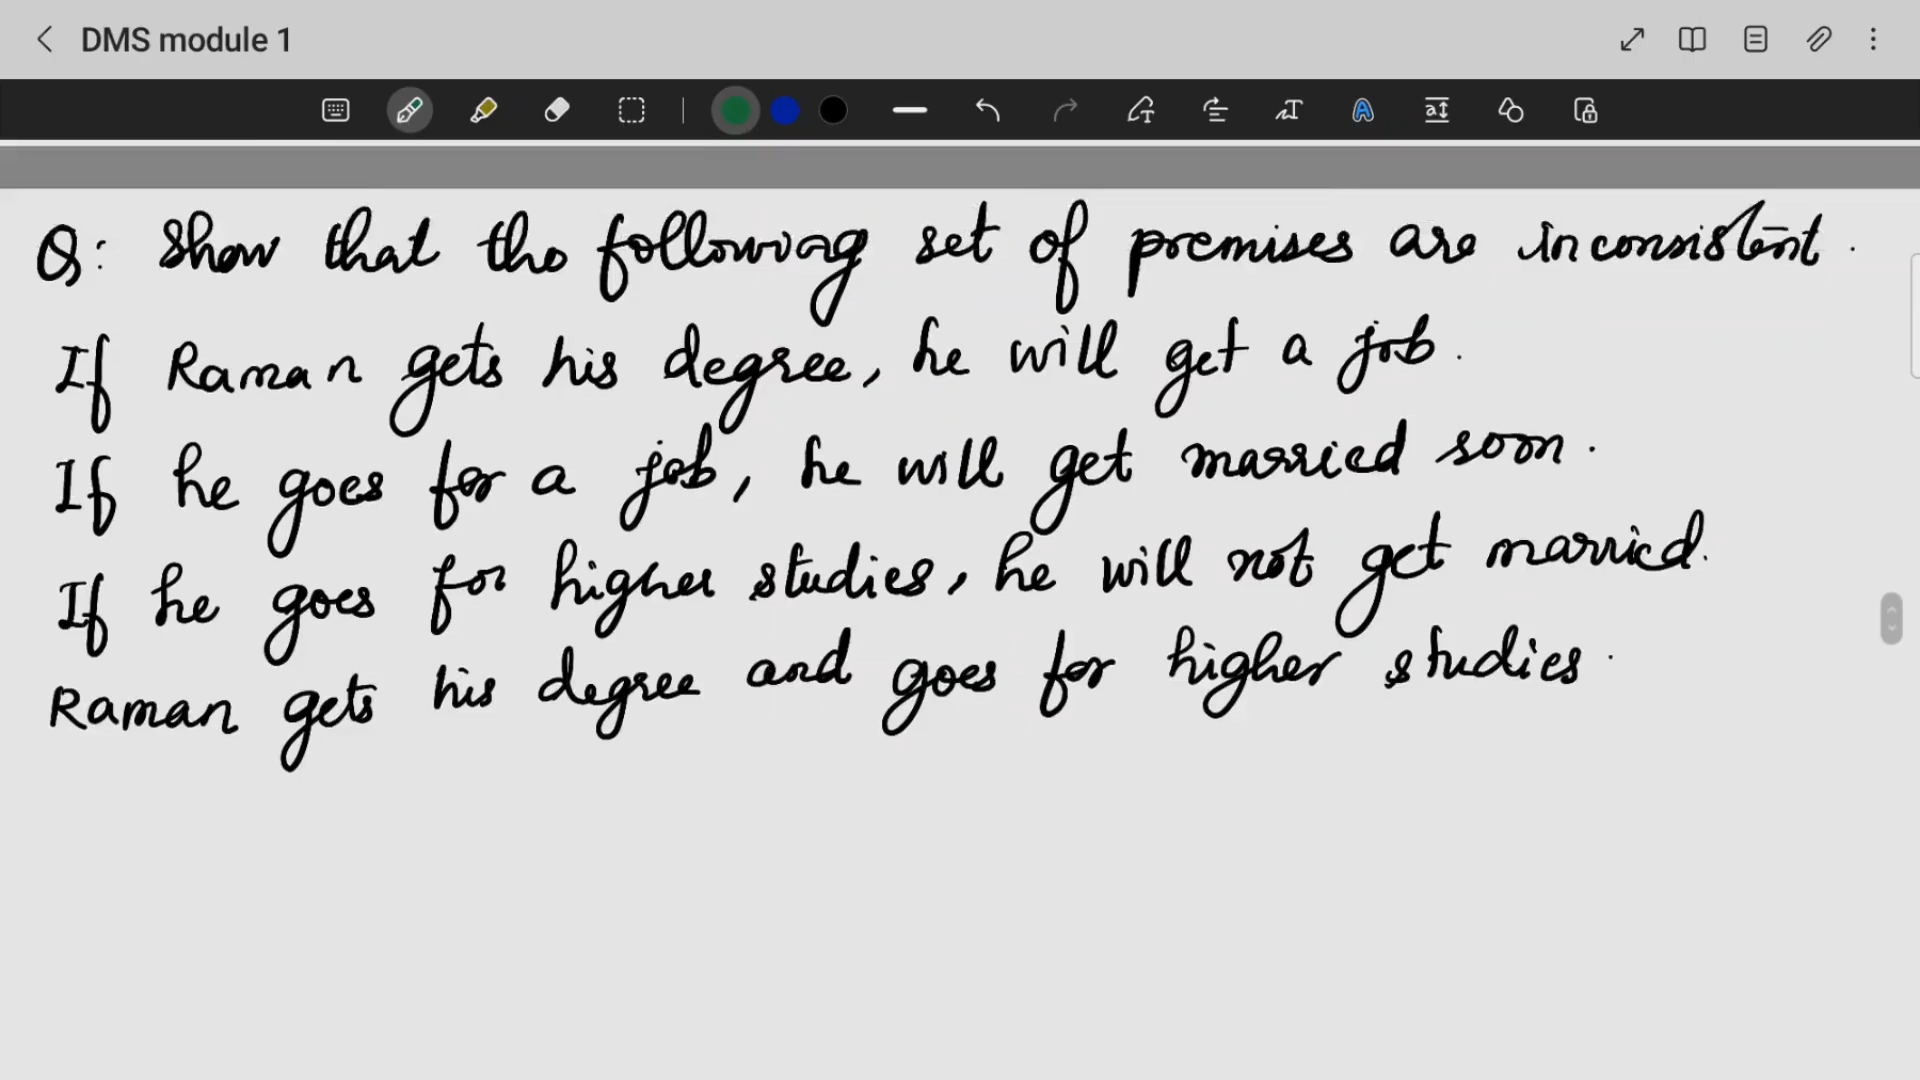 DMS module 1
Q: Show that the following set of premises are inconsistent.
If Raman gets his degree, he will get a job.
If he goes for a job, he will get married soon.
If he goes for higher studies, he will not get married.
Raman gets his degree and goes for higher studies.